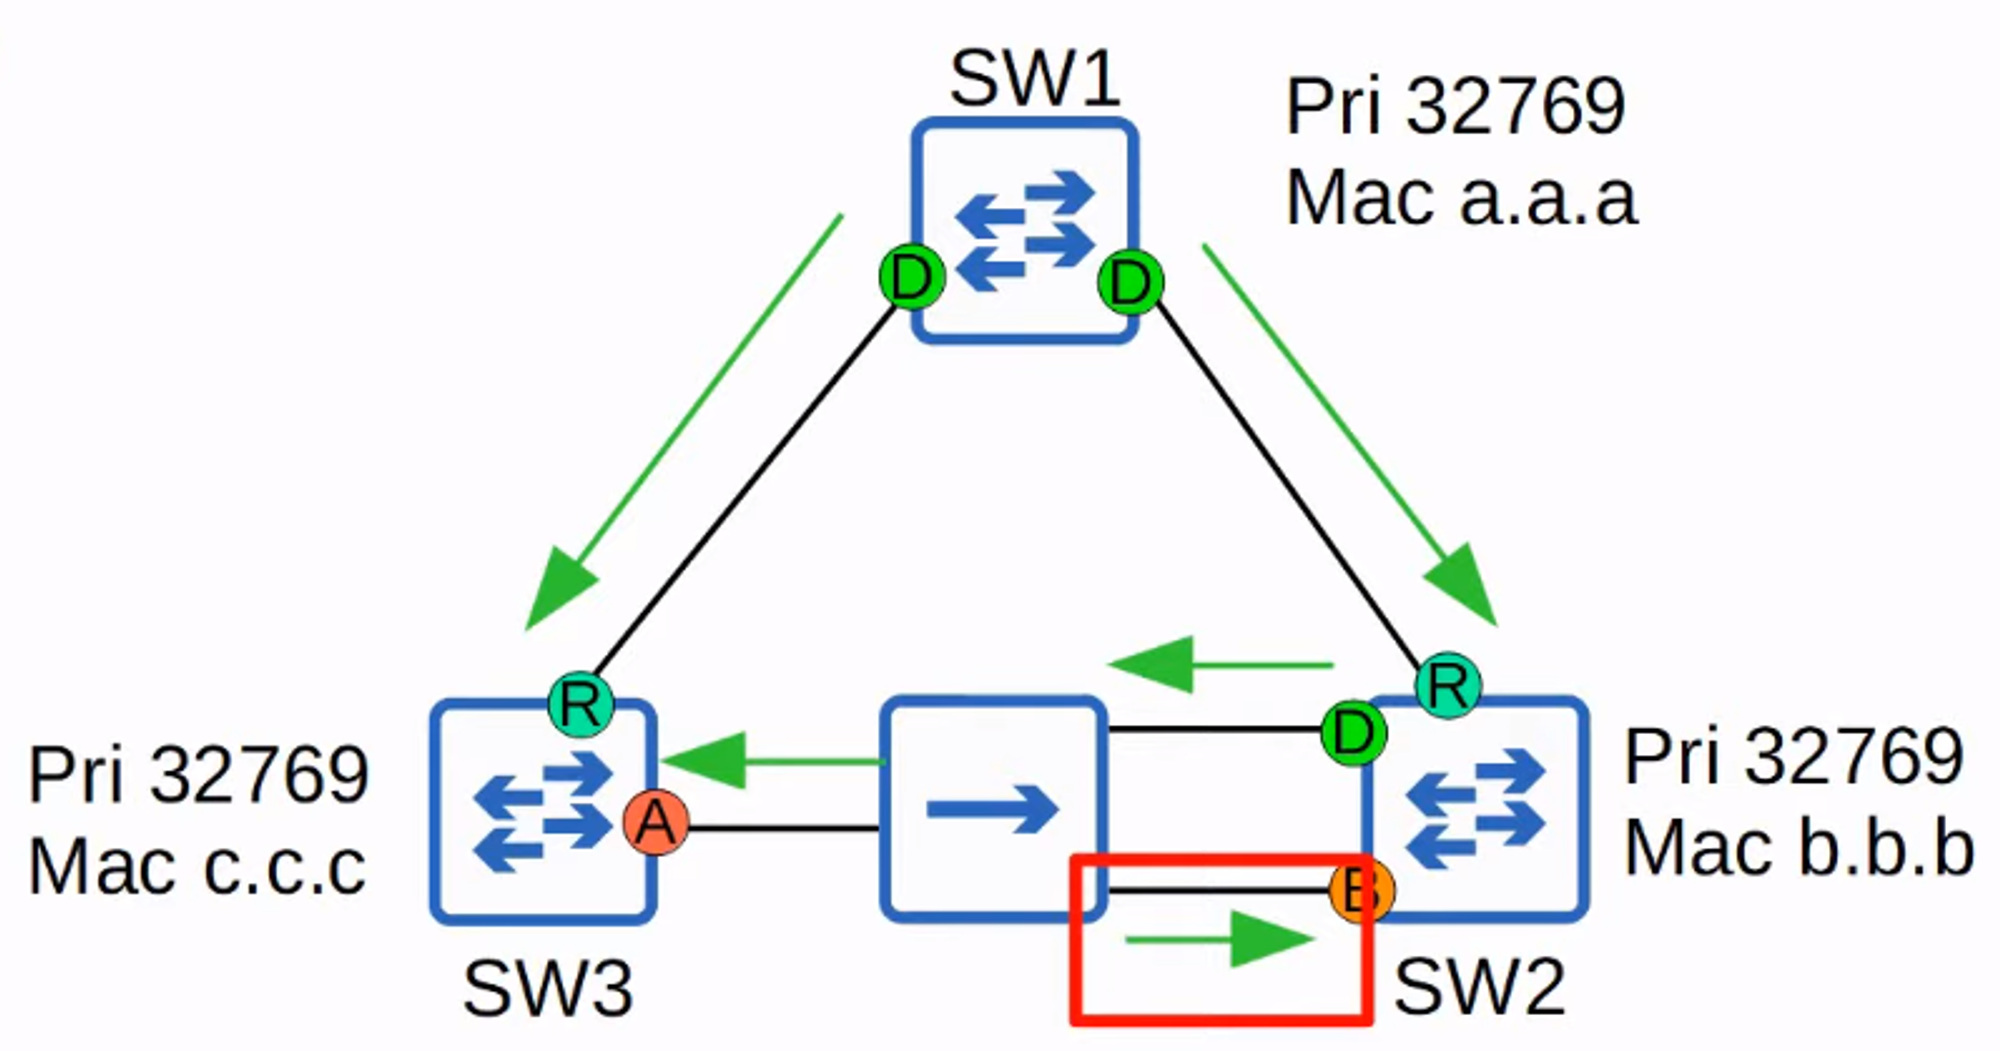 SW1
Pri 32769
Mac a.a.a
D
D
R
R
D
Pri 32769
Mac c.c.c
A
Pri 32769
Mac b.b.b
B
SW3
SW2